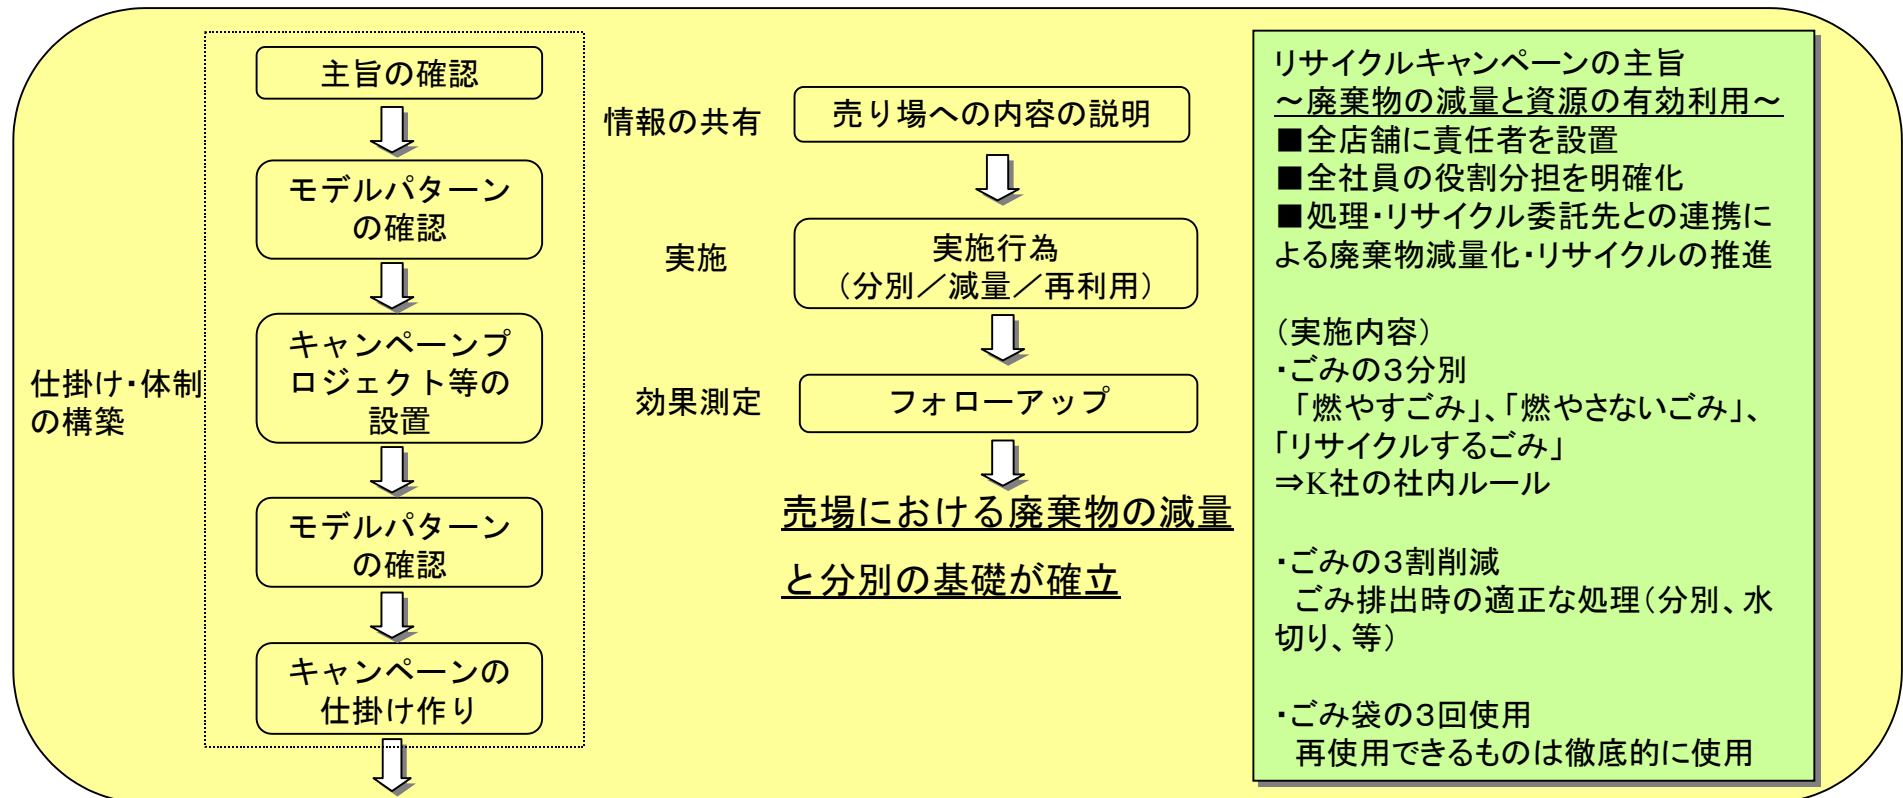 仕掛け・体制
の構築
主旨の確認
モデルパターン
の確認
キャンペーンプ
ロジェクト等の
設置
モデルパターン
の確認
キャンペーンの
仕掛け作り
情報の共有
売り場への内容の説明
実施
実施行為
（分別／減量／再利用）
効果測定
フォローアップ
売場における廃棄物の減量
と分別の基礎が確立
リサイクルキャンペーンの主旨
～廃棄物の減量と資源の有効利用～
■全店舗に責任者を設置
■全社員の役割分担を明確化
■処理・リサイクル委託先との連携に
よる廃棄物減量化・リサイクルの推進
（実施内容）
・ごみの３分別
「燃やすごみ」、「燃やさないごみ」、
「リサイクルするごみ」
⇒K社の社内ルール
・ごみの３割削減
ごみ排出時の適正な処理（分別、水
切り、等）
・ごみ袋の３回使用
再使用できるものは徹底的に使用